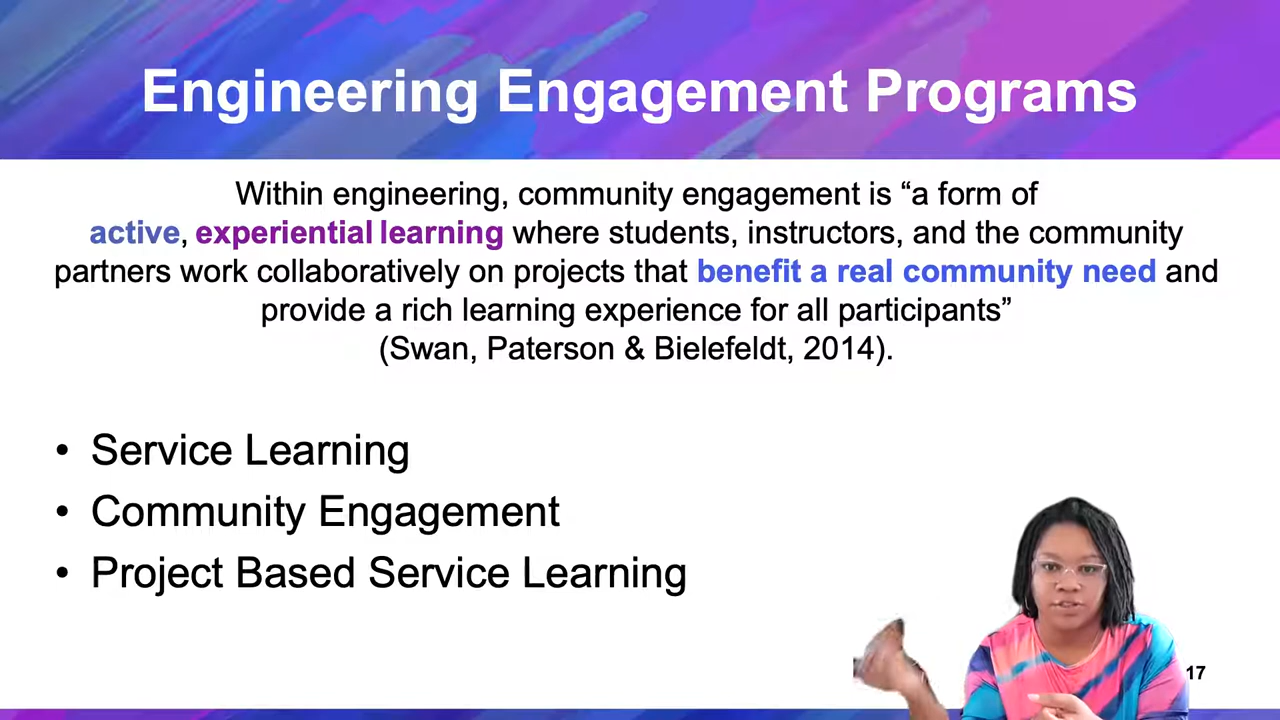 Engineering Engagement Programs
Within engineering, community engagement is “a form of
active, experiential learning where students, instructors, and the community
partners work collaboratively on projects that benefit a real community need and
provide a rich learning experience for all participants”
(Swan, Paterson & Bielefeldt, 2014).
• Service Learning
• Community Engagement
• Project Based Service Learning
17